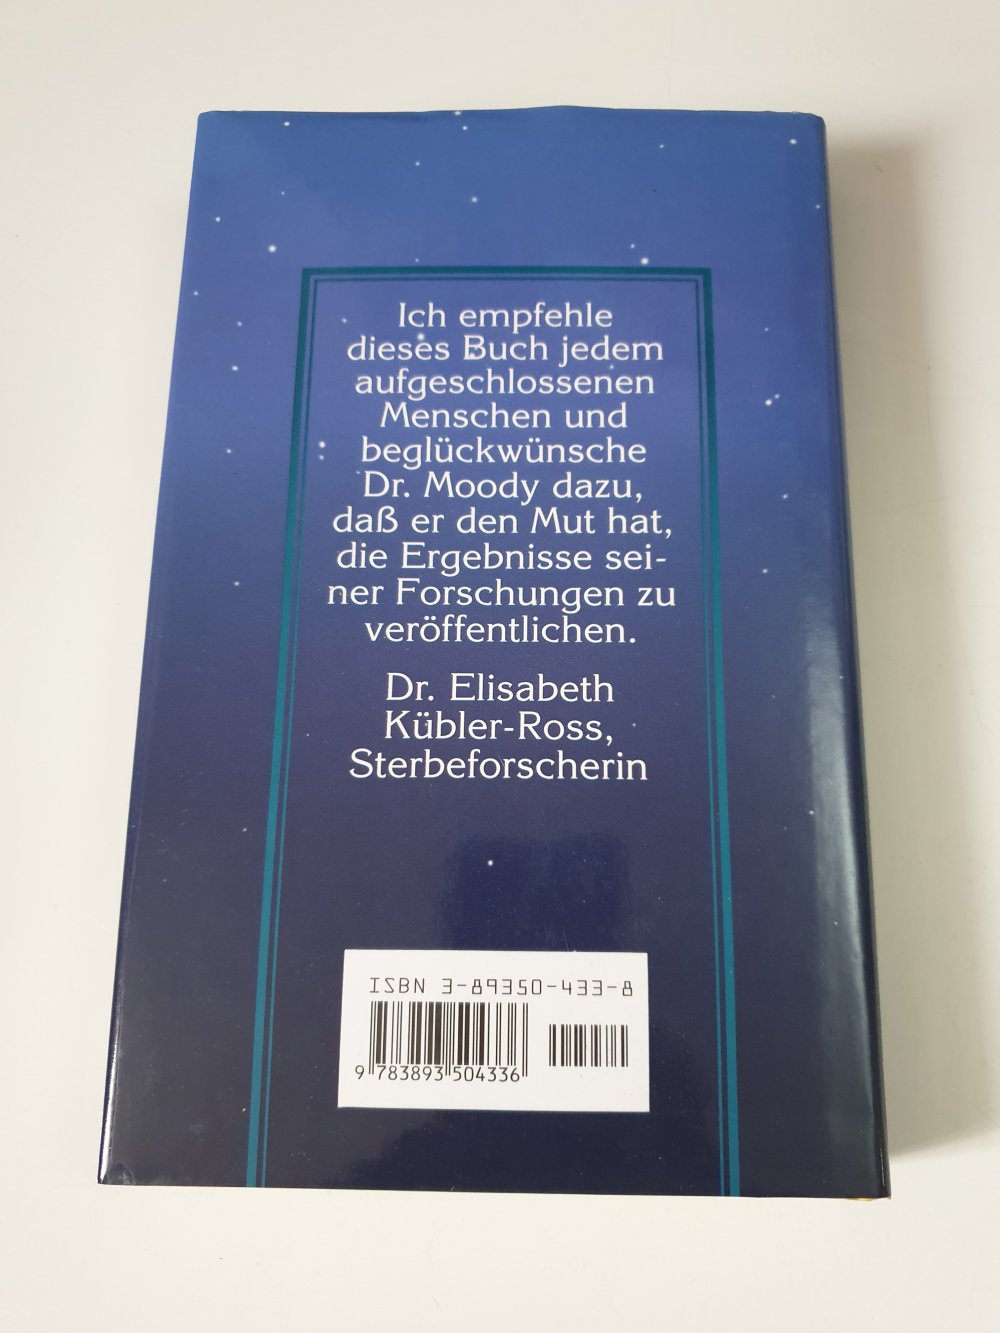 Ich empfehle
dieses Buch jedem
aufgeschlossenen
Menschen und
beglückwünsche
Dr. Moody dazu,
daß er den Mut hat,
die Ergebnisse sei-
ner Forschungen zu
veröffentlichen.
Dr. Elisabeth
Kübler-Ross,
Sterbeforscherin
ISBN 3-89350-433-8
9 783893 504336